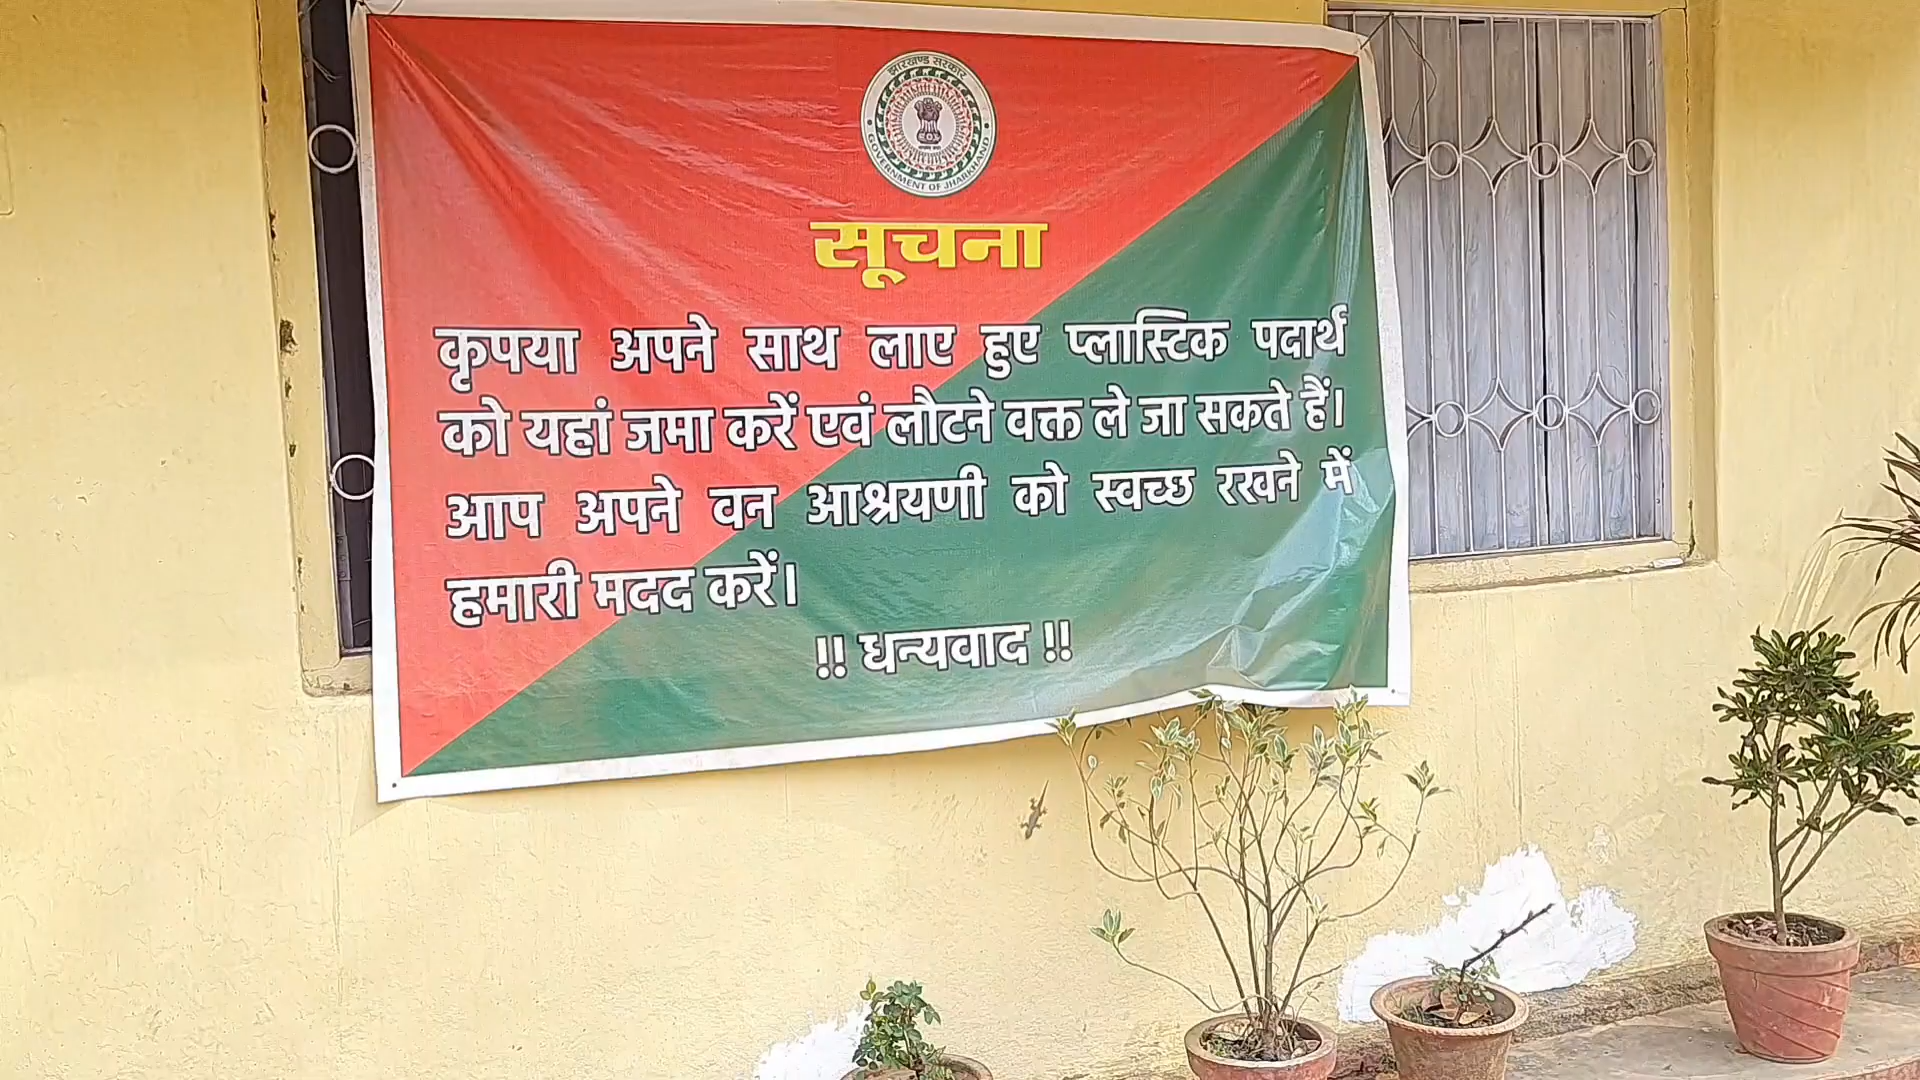 झारखण्ड सरकार
GOVERNMENT OF JHARKHAND
सूचना
कृपया अपने साथ लाए हुए प्लास्टिक पदार्थ
को यहां जमा करें एवं लौटने वक्त ले जा सकते हैं।
आप अपने वन आश्रयणी को स्वच्छ रखने में
हमारी मदद करें।
!! धन्यवाद !!